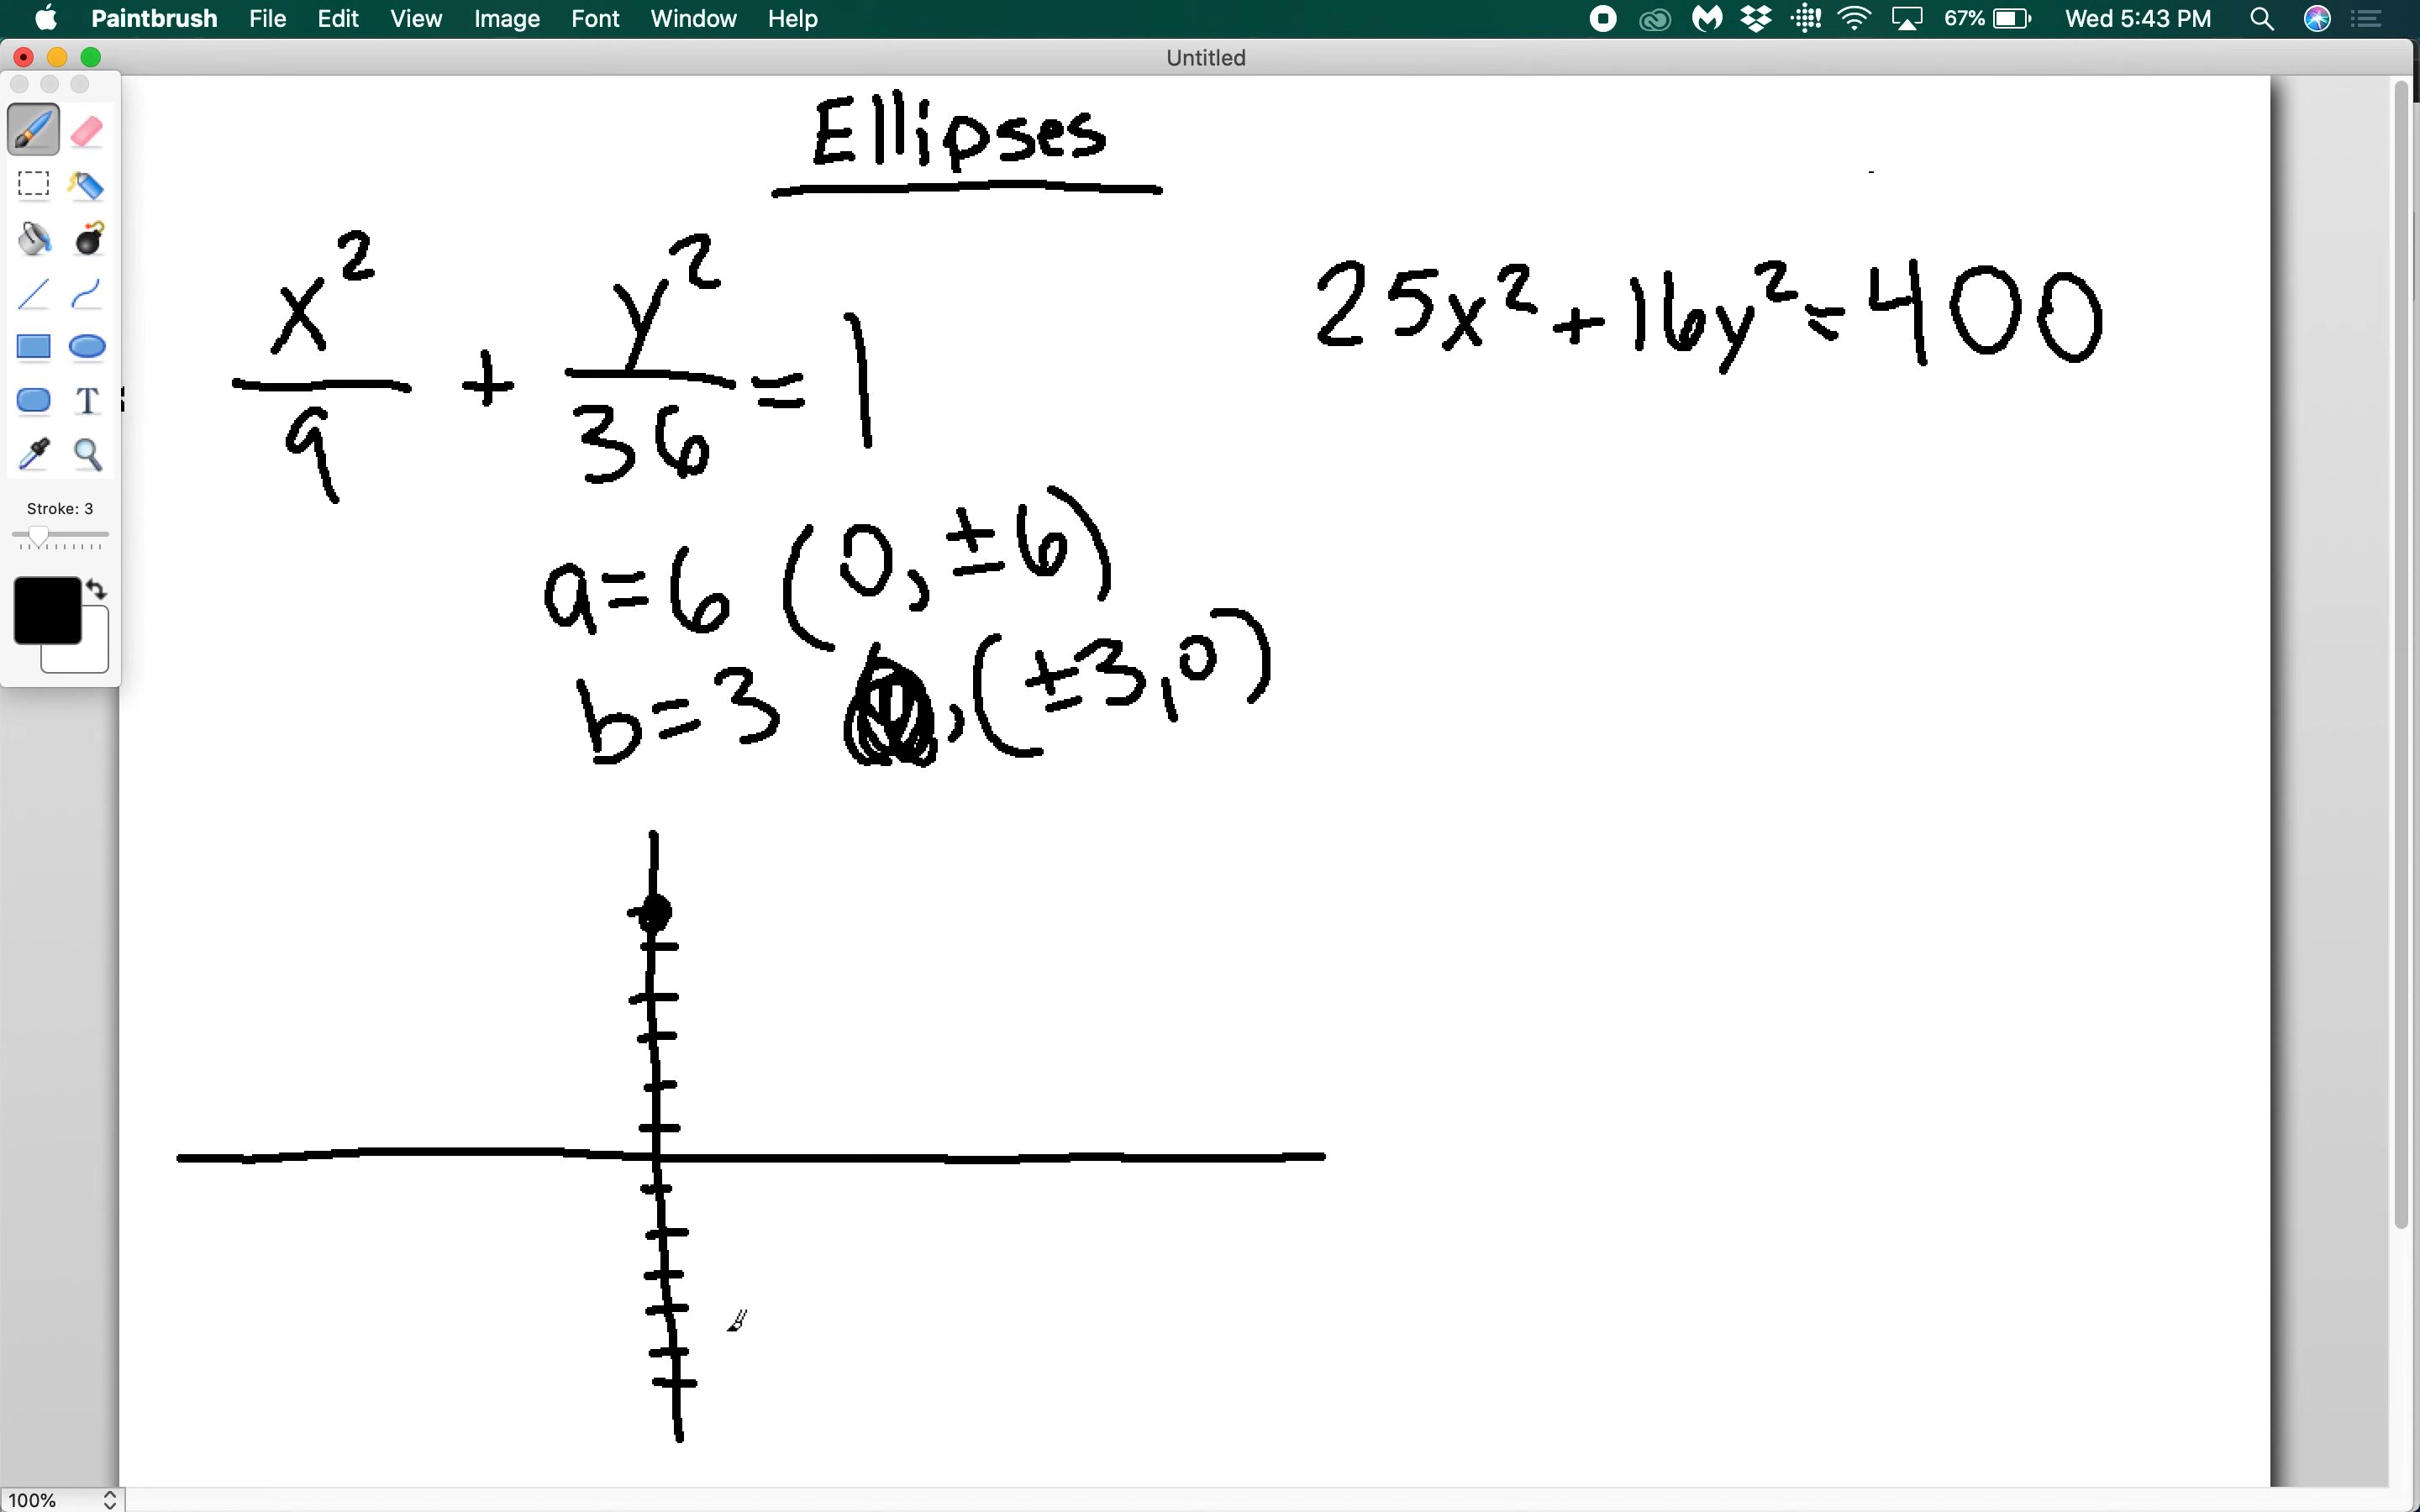 Paintbrush File Edit View Image Font Window Help 67% Wed 5:43 PM
Untitled
Ellipses
x²/9 + y²/36 = 1
25x² + 16y² = 400
T
Stroke: 3
a=6 (0, ±6)
b=3 , (±3, 0)
100%